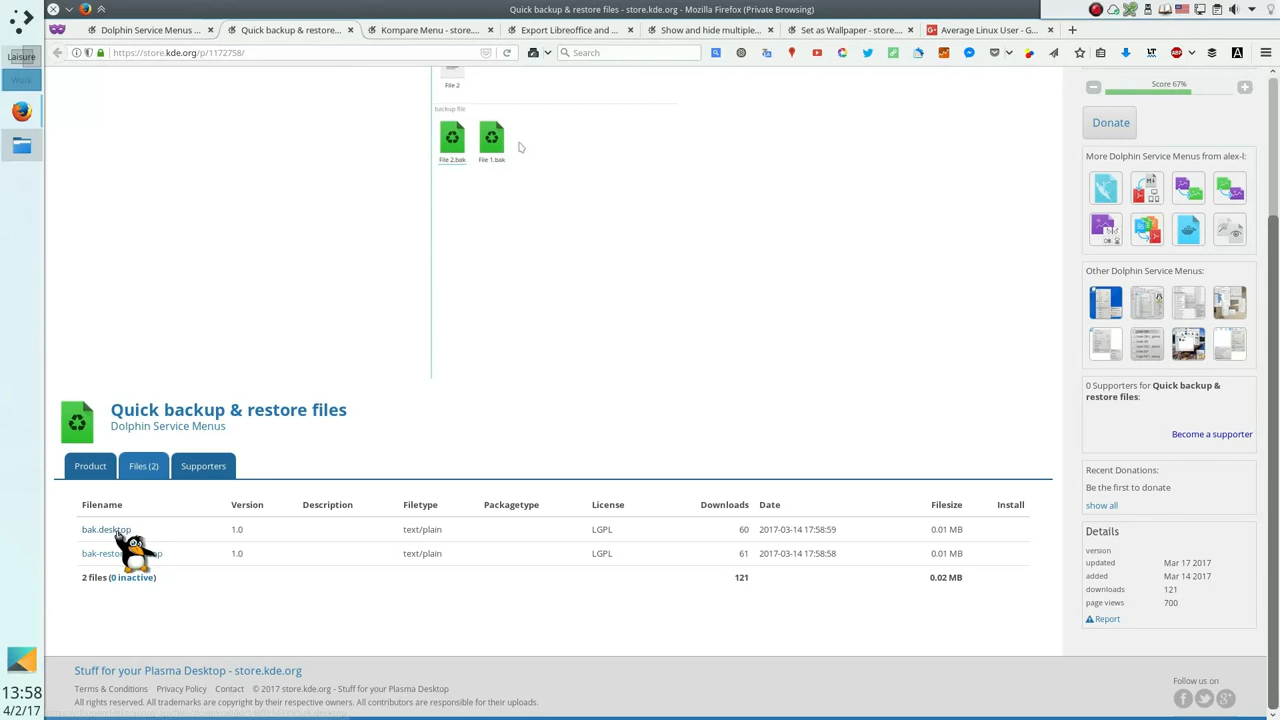 Quick backup & restore files - store.kde.org - Mozilla Firefox (Private Browsing)
Dolphin Service Menus ...
Quick backup & restore...
Kompare Menu - store....
Export Libreoffice and ...
Show and hide multiple...
Set as Wallpaper - store....
Average Linux User - G...
Laisure
Work
https://store.kde.org/p/1172758/
Search
File 2
backup file
File 2.bak
File 1.bak
Score 67%
Donate
More Dolphin Service Menus from alex-l:
Other Dolphin Service Menus:
0 Supporters for Quick backup &
restore files:
Become a supporter
Recent Donations:
Be the first to donate
show all
Details
version
updated Mar 17 2017
added Mar 14 2017
downloads 121
page views 700
Report
Quick backup & restore files
Dolphin Service Menus
Product
Files (2)
Supporters
Filename Version Description Filetype Packagetype License Downloads Date Filesize Install
bak.desktop 1.0 text/plain LGPL 60 2017-03-14 17:58:59 0.01 MB
1.0 text/plain LGPL 61 2017-03-14 17:58:58 0.01 MB
2 files (0 inactive) 121 0.02 MB
Stuff for your Plasma Desktop - store.kde.org
Terms & Conditions Privacy Policy Contact © 2017 store.kde.org - Stuff for your Plasma Desktop
All rights reserved. All trademarks are copyright by their respective owners. All contributors are responsible for their uploads.
Follow us on
13:58
4/2/17